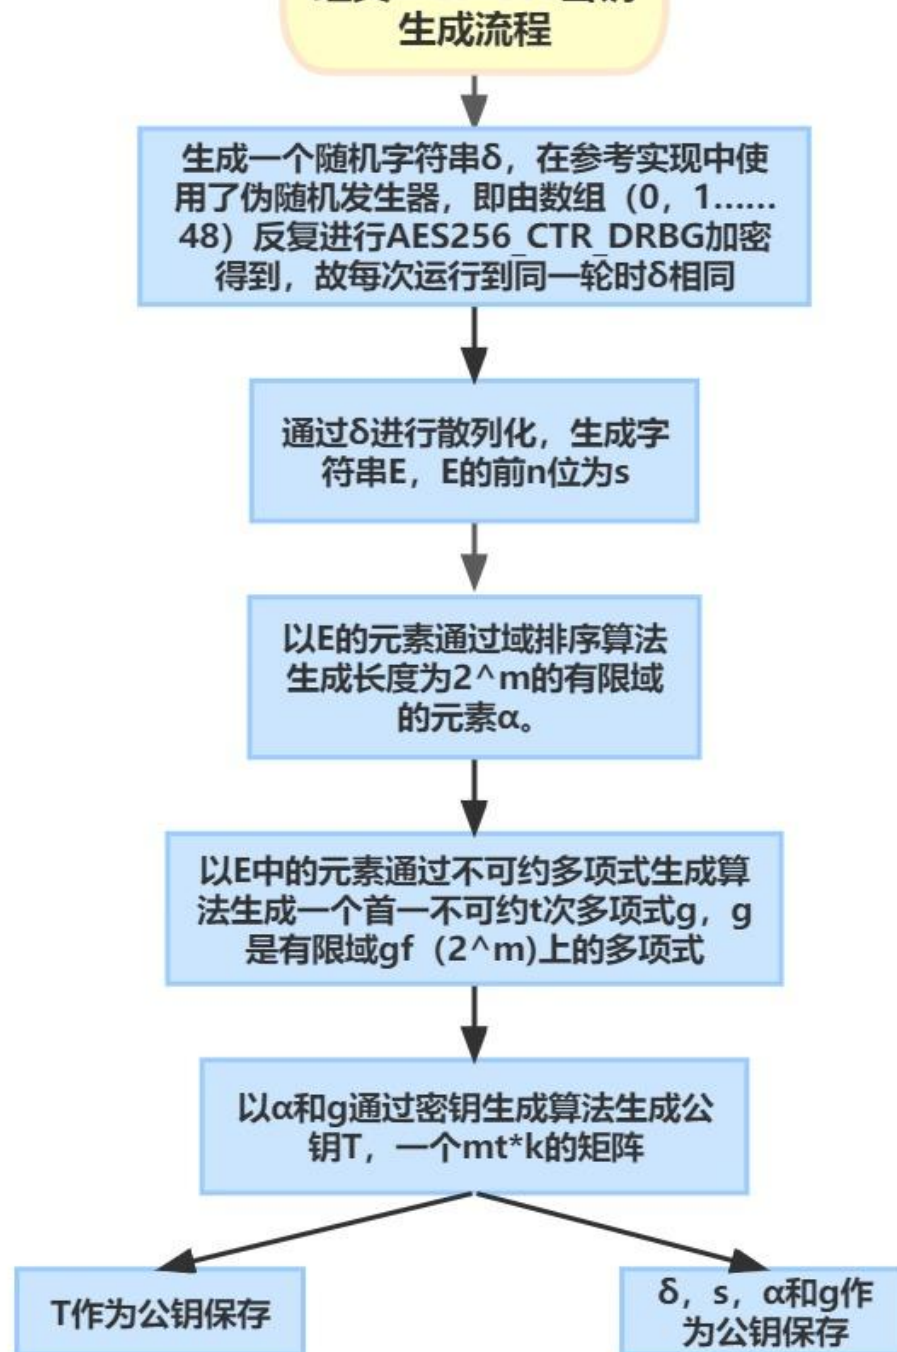 生成流程
生成一个随机字符串δ，在参考实现中使
用了伪随机发生器，即由数组（0，1……
48）反复进行AES256_CTR_DRBG加密
得到，故每次运行到同一轮时δ相同
通过δ进行散列化，生成字
符串E，E的前n位为s
以E的元素通过域排序算法
生成长度为2^m的有限域
的元素α。
以E中的元素通过不可约多项式生成算
法生成一个首一不可约t次多项式g，g
是有限域gf（2^m)上的多项式
以α和g通过密钥生成算法生成公
钥T，一个mt*k的矩阵
T作为公钥保存
δ，s，α和g作
为公钥保存